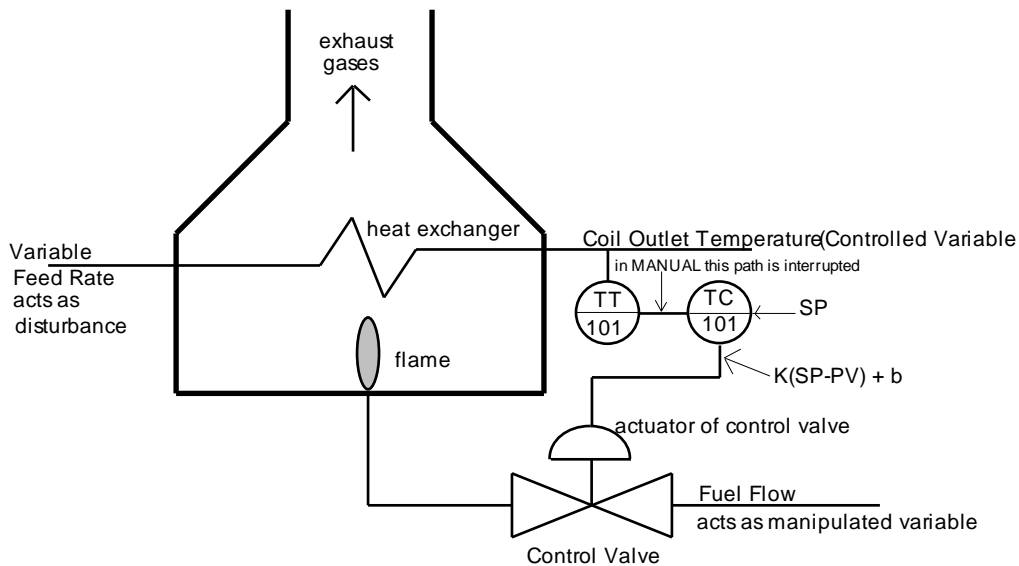 exhaust
gases
heat exchanger
Variable
Feed Rate
acts as
disturbance
Coil Outlet Temperature(Controlled Variable
in MANUAL this path is interrupted
TT
101
TC
101
SP
flame
K(SP-PV) + b
actuator of control valve
Fuel Flow
acts as manipulated variable
Control Valve